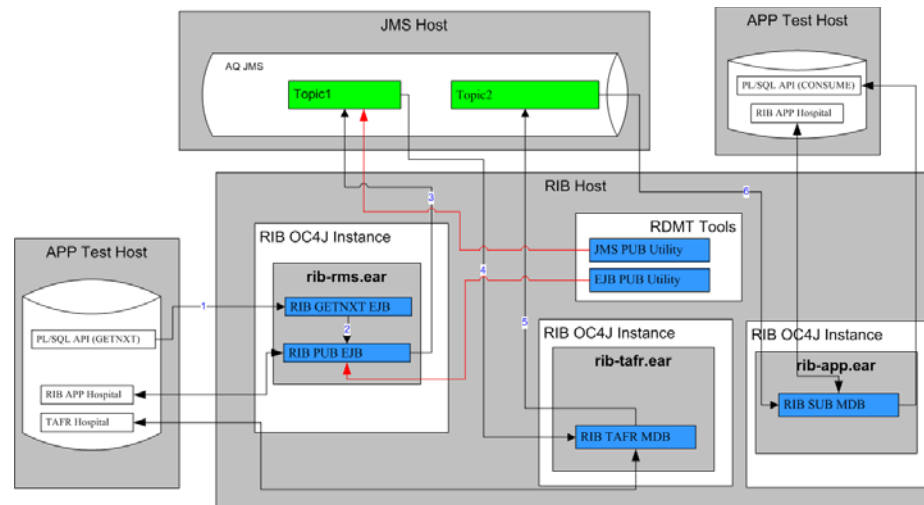 JMS Host
AQ JMS
Topic1
Topic2
APP Test Host
PL/SQL API (CONSUME)
RIB APP Hospital
RIB Host
3
6
RIB OC4J Instance
rib-rms.ear
RIB GETNXT EJB
2
RIB PUB EJB
RDMT Tools
JMS PUB Utility
EJB PUB Utility
APP Test Host
PL/SQL API (GETNXT)
RIB APP Hospital
TAFR Hospital
1
4
5
RIB OC4J Instance
rib-tafr.ear
RIB TAFR MDB
RIB OC4J Instance
rib-app.ear
RIB SUB MDB